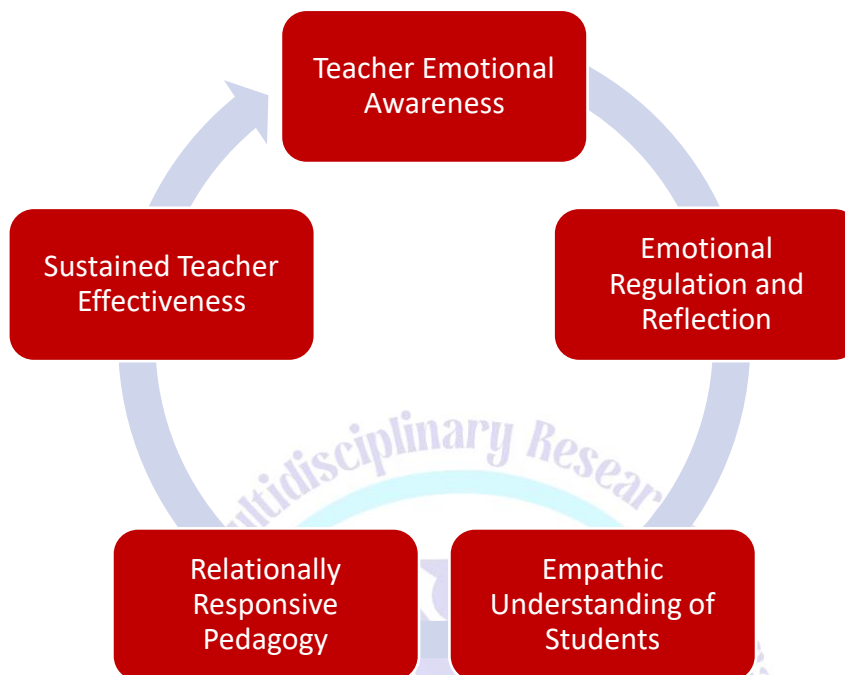 Teacher Emotional
Awareness
Emotional
Regulation and
Reflection
Empathic
Understanding of
Students
Relationally
Responsive
Pedagogy
Sustained Teacher
Effectiveness